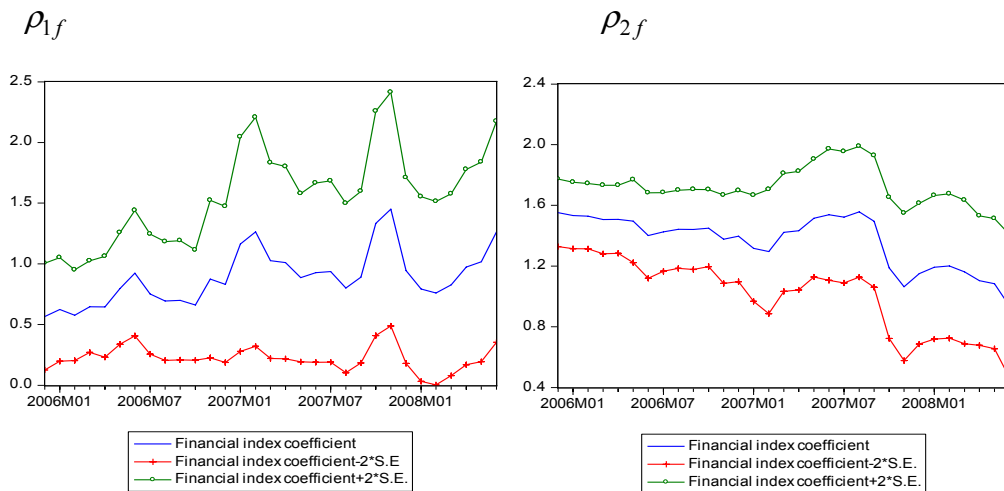 ρ1f
ρ2f
2.5
2.0
1.5
1.0
0.5
0.0
2006M01 2006M07 2007M01 2007M07 2008M01
Financial index coefficient
Financial index coefficient-2*S.E
Financial index coefficient+2*S.E.
2.4
2.0
1.6
1.2
0.8
0.4
2006M01 2006M07 2007M01 2007M07 2008M01
Financial index coefficient
Financial index coefficient-2*S.E.
Financial index coefficient+2*S.E.